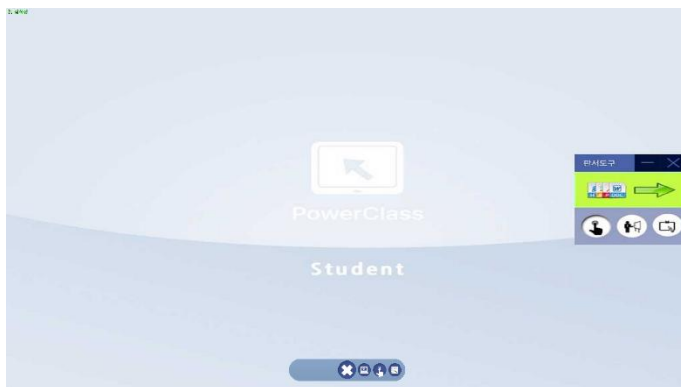 PowerClass
Student
판서도구